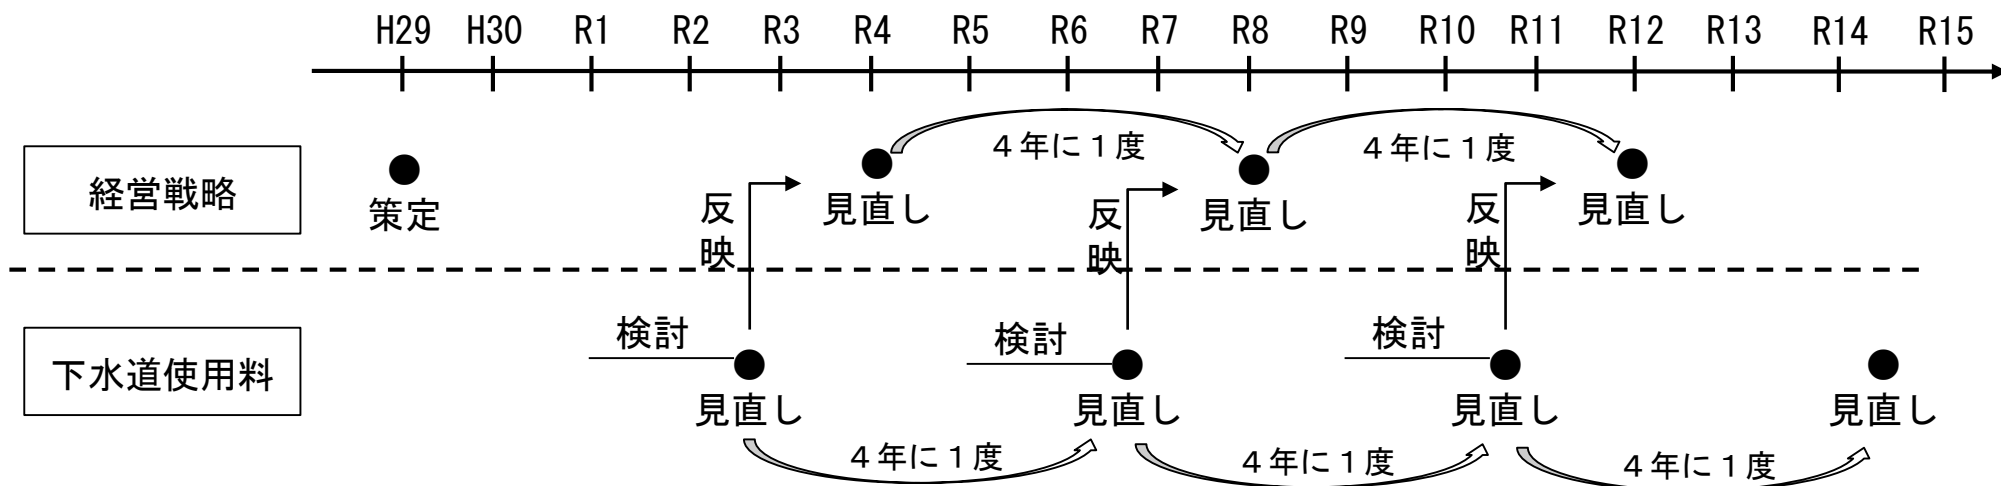 H29 H30 R1 R2 R3 R4 R5 R6 R7 R8 R9 R10 R11 R12 R13 R14 R15
4年に1度 4年に1度
経営戦略
策定
反映
見直し
反映
見直し
反映
見直し
下水道使用料
検討
見直し
検討
見直し
検討
見直し
見直し
4年に1度 4年に1度 4年に1度